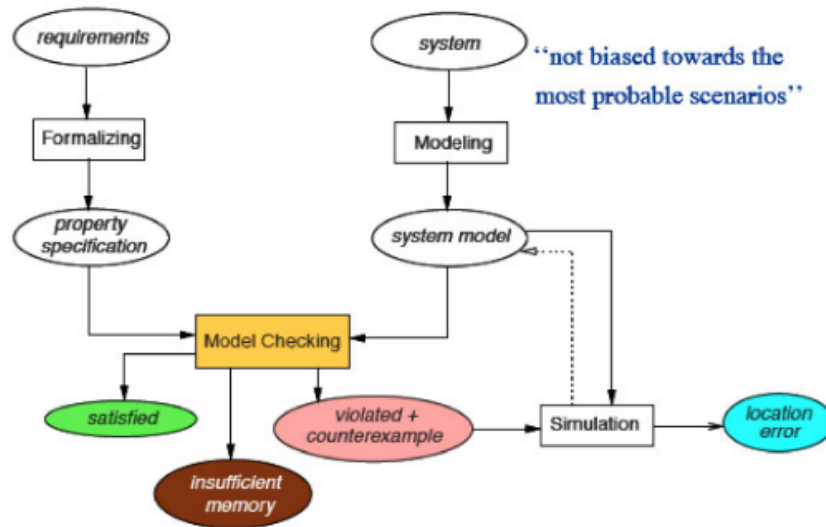 requirements
system
“not biased towards the
most probable scenarios”
Formalizing
Modeling
property
specification
system model
Model Checking
satisfied
violated +
counterexample
Simulation
location
error
insufficient
memory